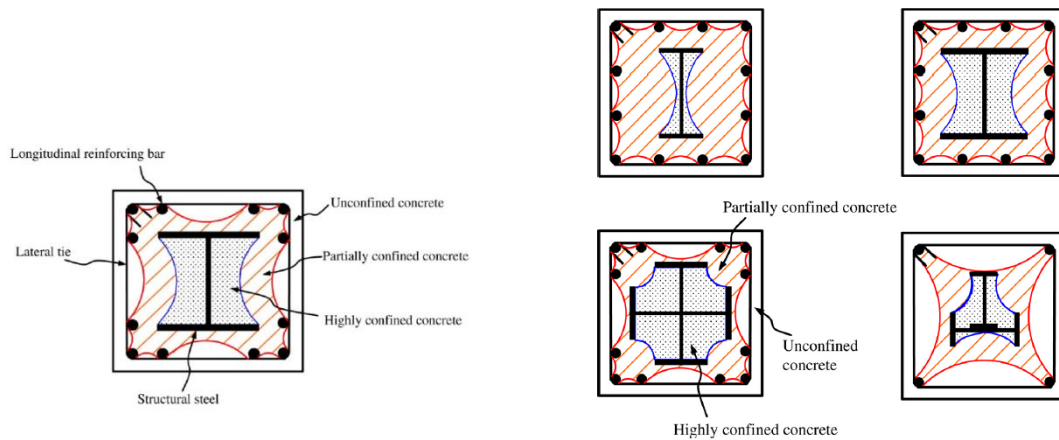 Longitudinal reinforcing bar
Unconfined concrete
Lateral tie
Partially confined concrete
Highly confined concrete
Structural steel
Partially confined concrete
Unconfined
concrete
Highly confined concrete